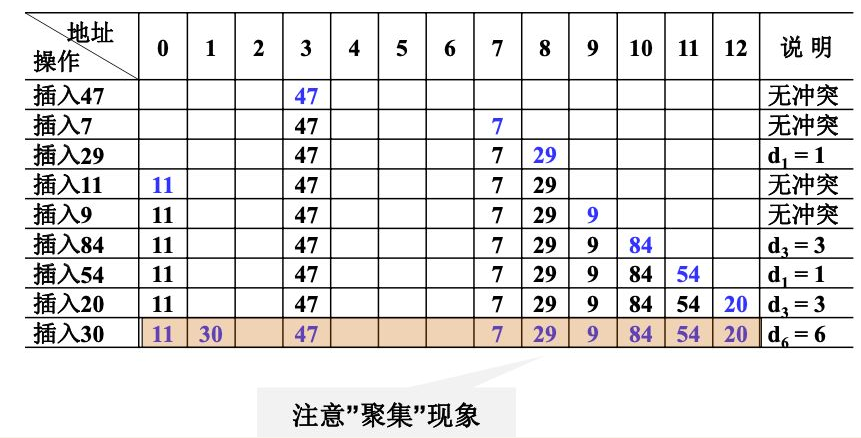 地址
操作 0 1 2 3 4 5 6 7 8 9 10 11 12 说 明
插入47 47 无冲突
插入7 47 7 无冲突
插入29 47 7 29 d₁ = 1
插入11 11 47 7 29 无冲突
插入9 11 47 7 29 9 无冲突
插入84 11 47 7 29 9 84 d₃ = 3
插入54 11 47 7 29 9 84 54 d₁ = 1
插入20 11 47 7 29 9 84 54 20 d₃ = 3
插入30 11 30 47 7 29 9 84 54 20 d₆ = 6
注意”聚集”现象